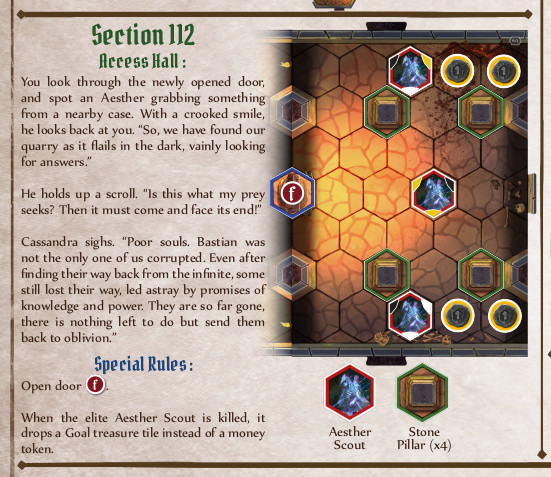 Section 112
Access Hall:
You look through the newly opened door,
and spot an Aesther grabbing something
from a nearby case. With a crooked smile,
he looks back at you. “So, we have found our
quarry as it flails in the dark, vainly looking
for answers.”
He holds up a scroll. “Is this what my prey
seeks? Then it must come and face its end!”
Cassandra sighs. “Poor souls. Bastian was
not the only one of us corrupted. Even after
finding their way back from the infinite, some
still lost their way, led astray by promises of
knowledge and power. They are so far gone,
there is nothing left to do but send them
back to oblivion.”
Special Rules:
Open door f.
When the elite Aesther Scout is killed, it
drops a Goal treasure tile instead of a money
token.
f
1
1
1
1
Aesther
Scout
Stone
Pillar (x4)